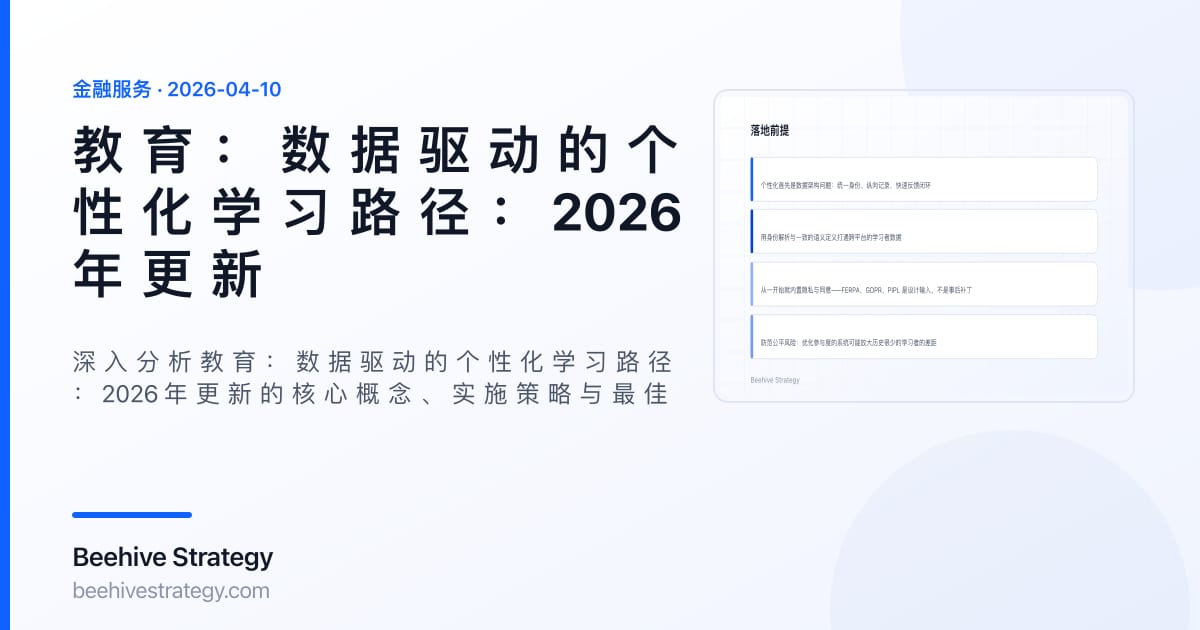 金融服务 · 2026-04-10
教育：数据驱动的个
性化学习路径：2026
年更新
深入分析教育：数据驱动的个性化学习路径
：2026年更新的核心概念、实施策略与最佳
Beehive Strategy
beehivestrategy.com
落地前提
个性化首先是数据架构问题：统一身份、纵向记录、快速反馈闭环
用身份解析与一致的语义定义打通跨平台的学习者数据
从一开始就内置隐私与同意——FERPA、GDPR、PIPL 是设计输入，不是事后补丁
防范公平风险：优化参与度的系统可能放大历史很少的学习者的差距
Beehive Strategy